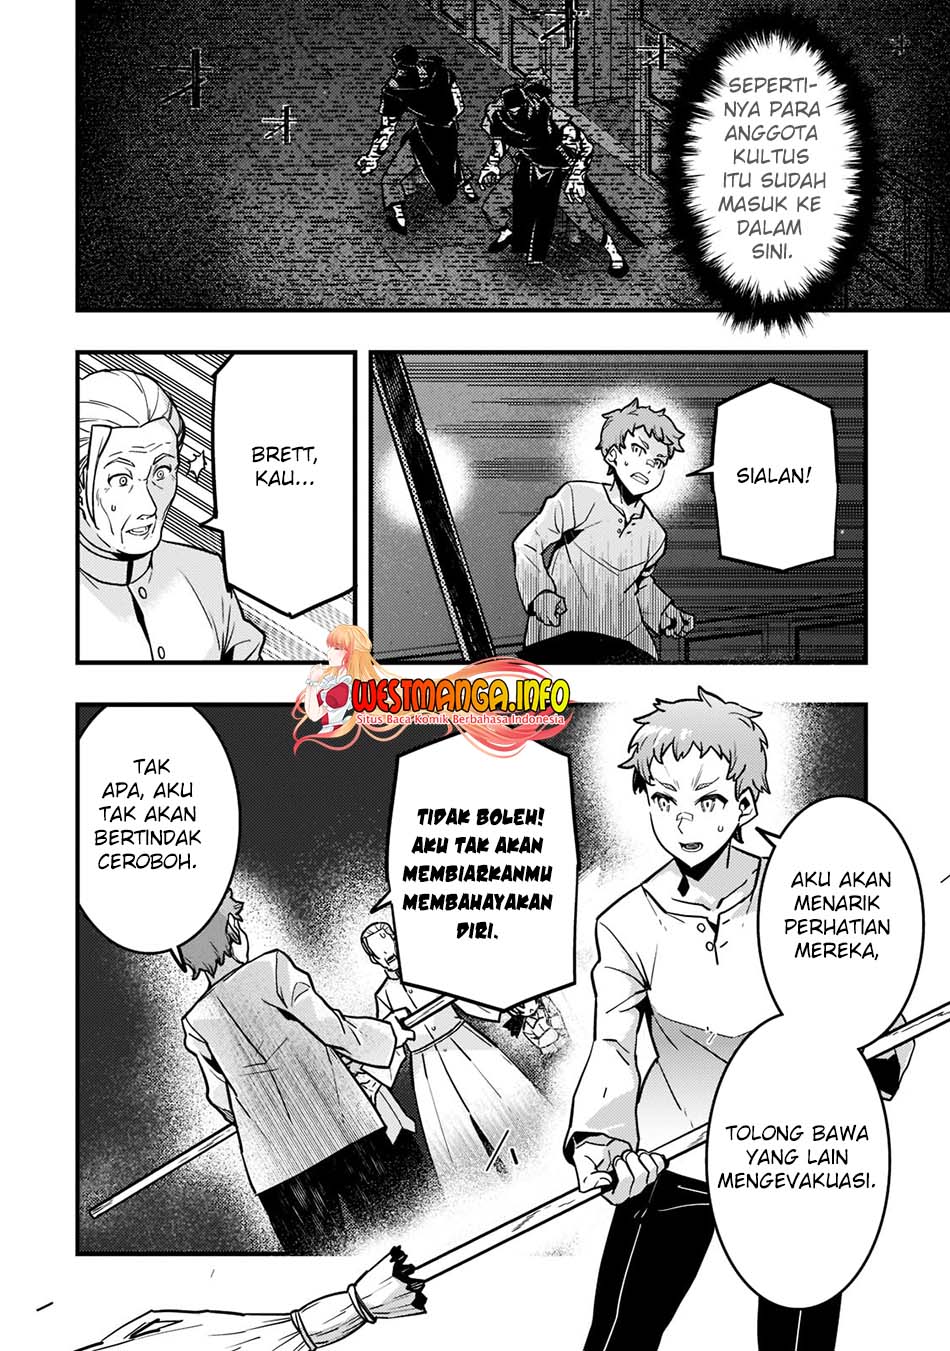 SEPERTI-
NYA PARA
ANGGOTA
KULTUS
ITU SUDAH
MASUK KE
DALAM
SINI.
SIALAN!
BRETT,
KAU...
WESTMANGA.INFO
Situs Baca Komik Berbahasa Indonesia
AKU AKAN
MENARIK
PERHATIAN
MEREKA,
TOLONG BAWA
YANG LAIN
MENGEVAKUASI.
TIDAK BOLEH!
AKU TAK AKAN
MEMBIARKANMU
MEMBAHAYAKAN
DIRI.
TAK
APA, AKU
TAK AKAN
BERTINDAK
CEROBOH.